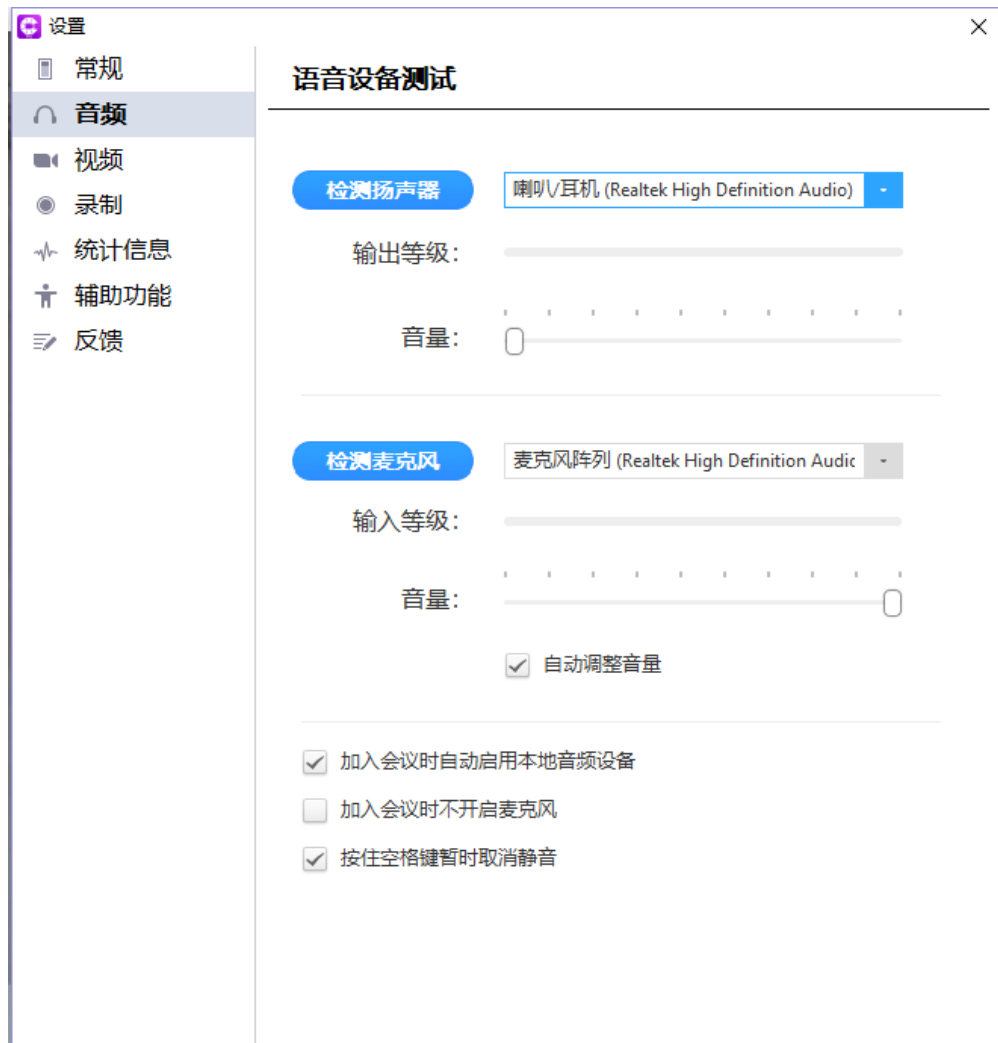 设置
常规
音频
视频
录制
统计信息
辅助功能
反馈
语音设备测试
检测扬声器
喇叭/耳机 (Realtek High Definition Audio)
输出等级：
音量：
检测麦克风
麦克风阵列 (Realtek High Definition Audic
输入等级：
音量：
自动调整音量
加入会议时自动启用本地音频设备
加入会议时不开启麦克风
按住空格键暂时取消静音